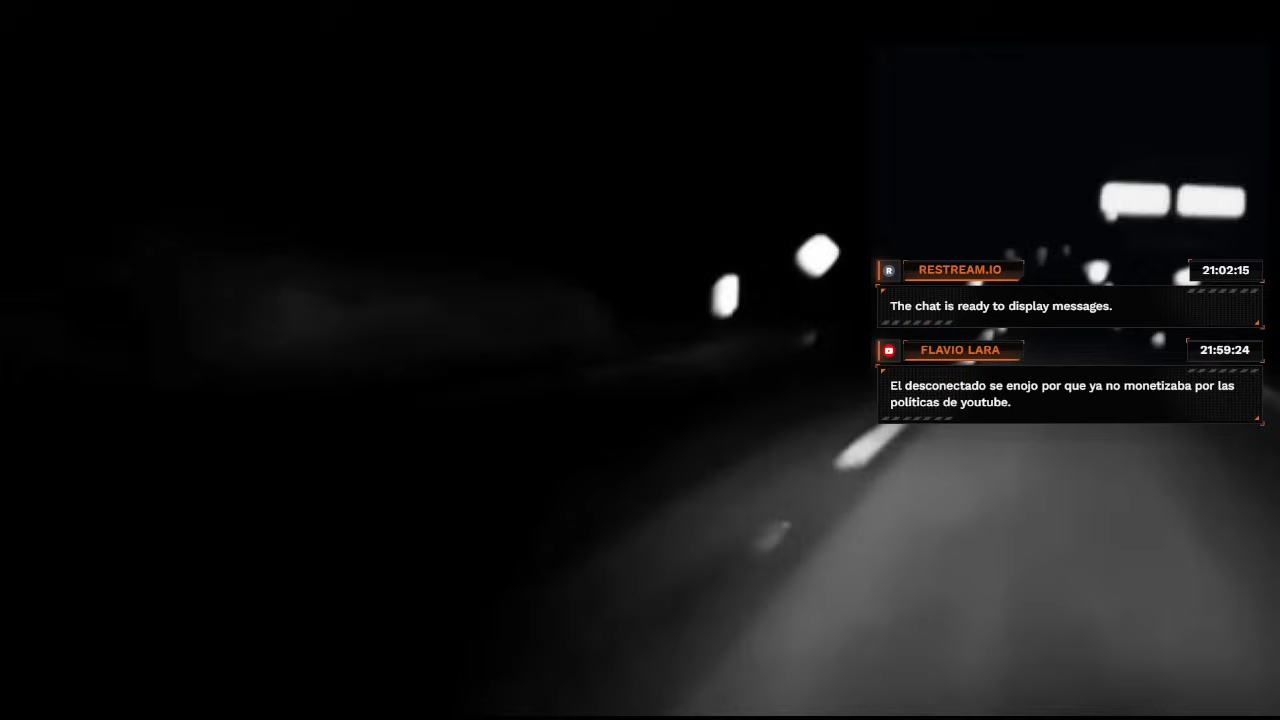 RESTREAM.IO 21:02:15
The chat is ready to display messages.
FLAVIO LARA 21:59:24
El desconectado se enojo por que ya no monetizaba por las
políticas de youtube.